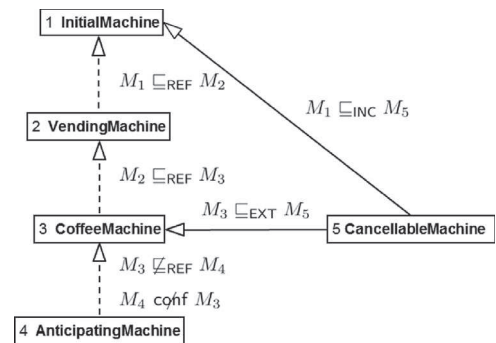 1 InitialMachine
M₁ ⊑REF M₂
M₁ ⊑INC M₅
2 VendingMachine
M₂ ⊑REF M₃
M₃ ⊑EXT M₅
3 CoffeeMachine
5 CancellableMachine
M₃ ⋢REF M₄
M₄ con̸f M₃
4 AnticipatingMachine